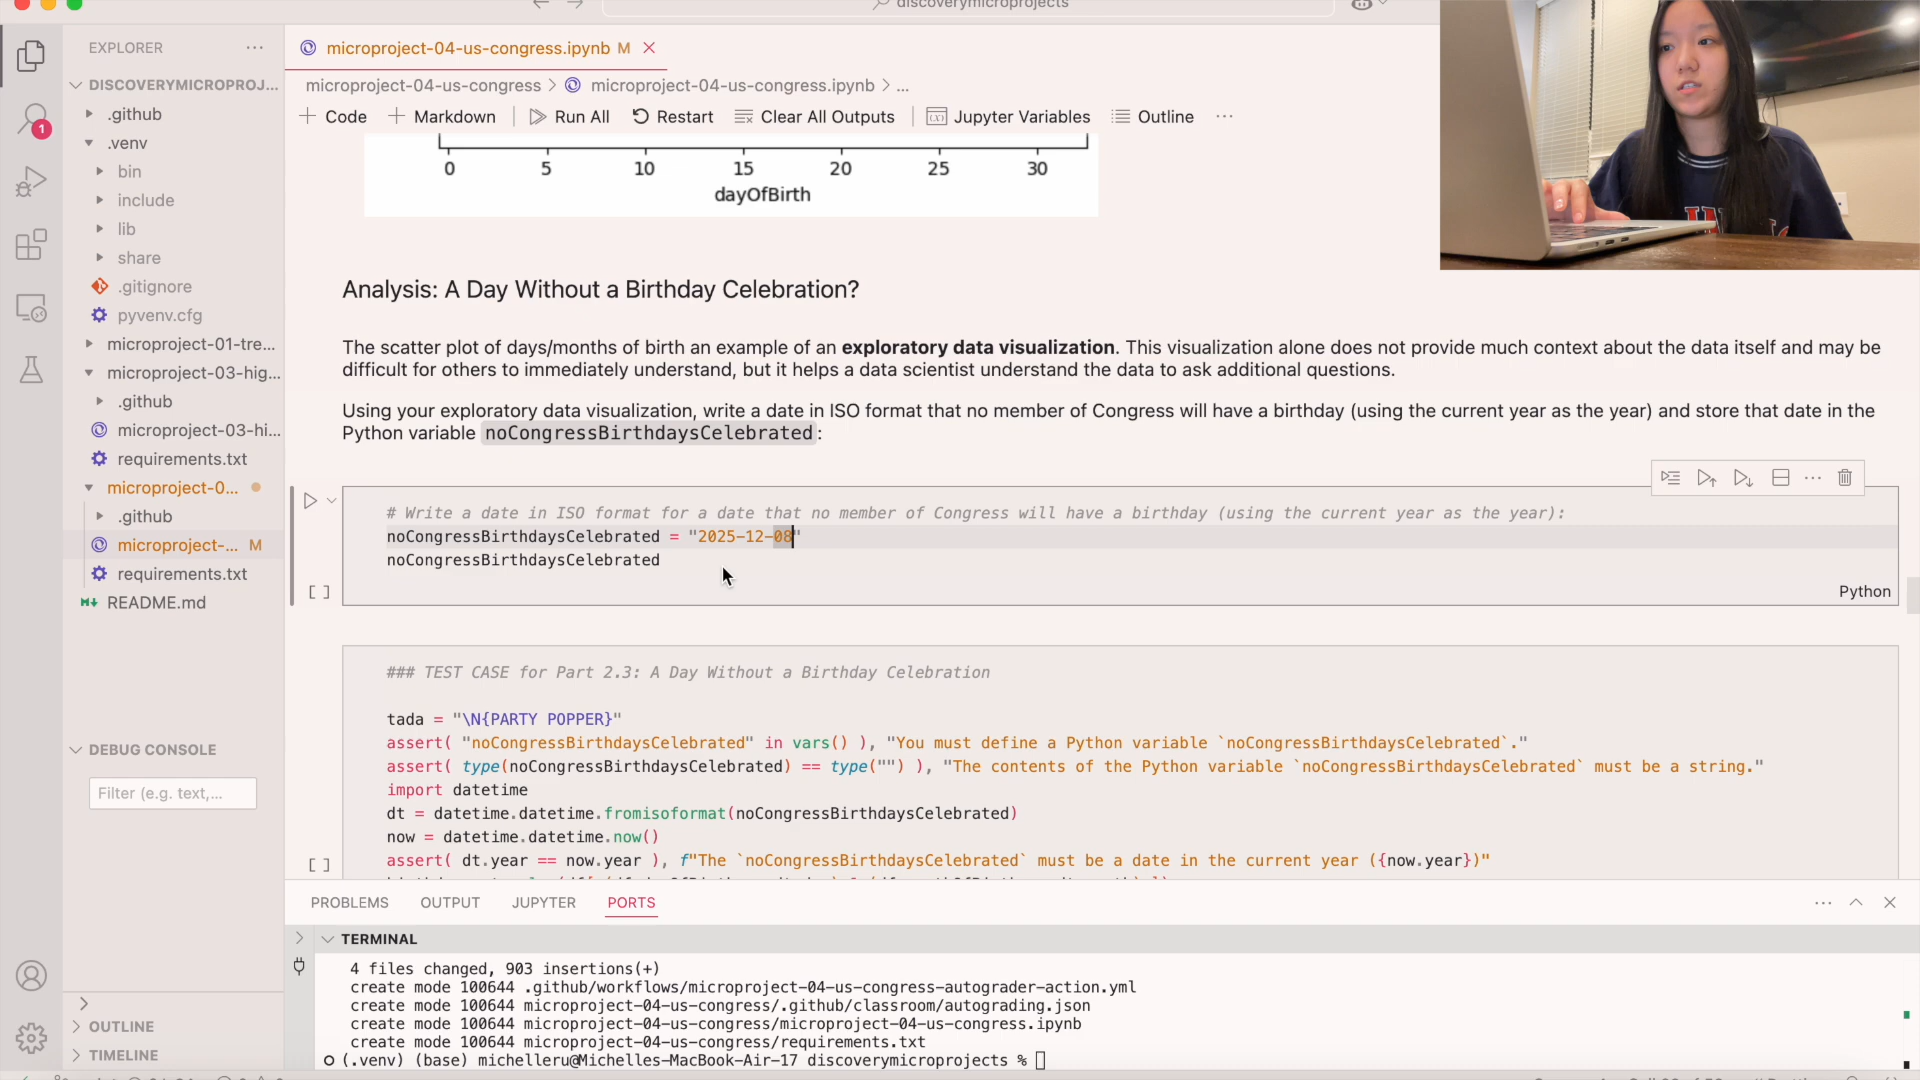 discoverymicroprojects
EXPLORER
microproject-04-us-congress.ipynb M
DISCOVERYMICROPROJ...
microproject-04-us-congress > microproject-04-us-congress.ipynb > ...
.github
Code Markdown Run All Restart Clear All Outputs Jupyter Variables Outline ...
.venv
bin
include
lib
share
.gitignore
pyvenv.cfg
microproject-01-tre...
microproject-03-hig...
.github
microproject-03-hi...
requirements.txt
microproject-0...
.github
microproject-... M
requirements.txt
README.md
DEBUG CONSOLE
Filter (e.g. text,...
OUTLINE
TIMELINE
1
0 5 10 15 20 25 30
dayOfBirth
Analysis: A Day Without a Birthday Celebration?
The scatter plot of days/months of birth an example of an exploratory data visualization. This visualization alone does not provide much context about the data itself and may be
difficult for others to immediately understand, but it helps a data scientist understand the data to ask additional questions.
Using your exploratory data visualization, write a date in ISO format that no member of Congress will have a birthday (using the current year as the year) and store that date in the
Python variable noCongressBirthdaysCelebrated:
# Write a date in ISO format for a date that no member of Congress will have a birthday (using the current year as the year):
noCongressBirthdaysCelebrated = "2025-12-08"
noCongressBirthdaysCelebrated
[ ]
Python
### TEST CASE for Part 2.3: A Day Without a Birthday Celebration
tada = "\N{PARTY POPPER}"
assert( "noCongressBirthdaysCelebrated" in vars() ), "You must define a Python variable `noCongressBirthdaysCelebrated`."
assert( type(noCongressBirthdaysCelebrated) == type("") ), "The contents of the Python variable `noCongressBirthdaysCelebrated` must be a string."
import datetime
dt = datetime.datetime.fromisoformat(noCongressBirthdaysCelebrated)
now = datetime.datetime.now()
assert( dt.year == now.year ), f"The `noCongressBirthdaysCelebrated` must be a date in the current year ({now.year})"
[ ]
PROBLEMS OUTPUT JUPYTER PORTS
TERMINAL
4 files changed, 903 insertions(+)
create mode 100644 .github/workflows/microproject-04-us-congress-autograder-action.yml
create mode 100644 microproject-04-us-congress/.github/classroom/autograding.json
create mode 100644 microproject-04-us-congress/microproject-04-us-congress.ipynb
create mode 100644 microproject-04-us-congress/requirements.txt
(.venv) (base) michelleru@Michelles-MacBook-Air-17 discoverymicroprojects %